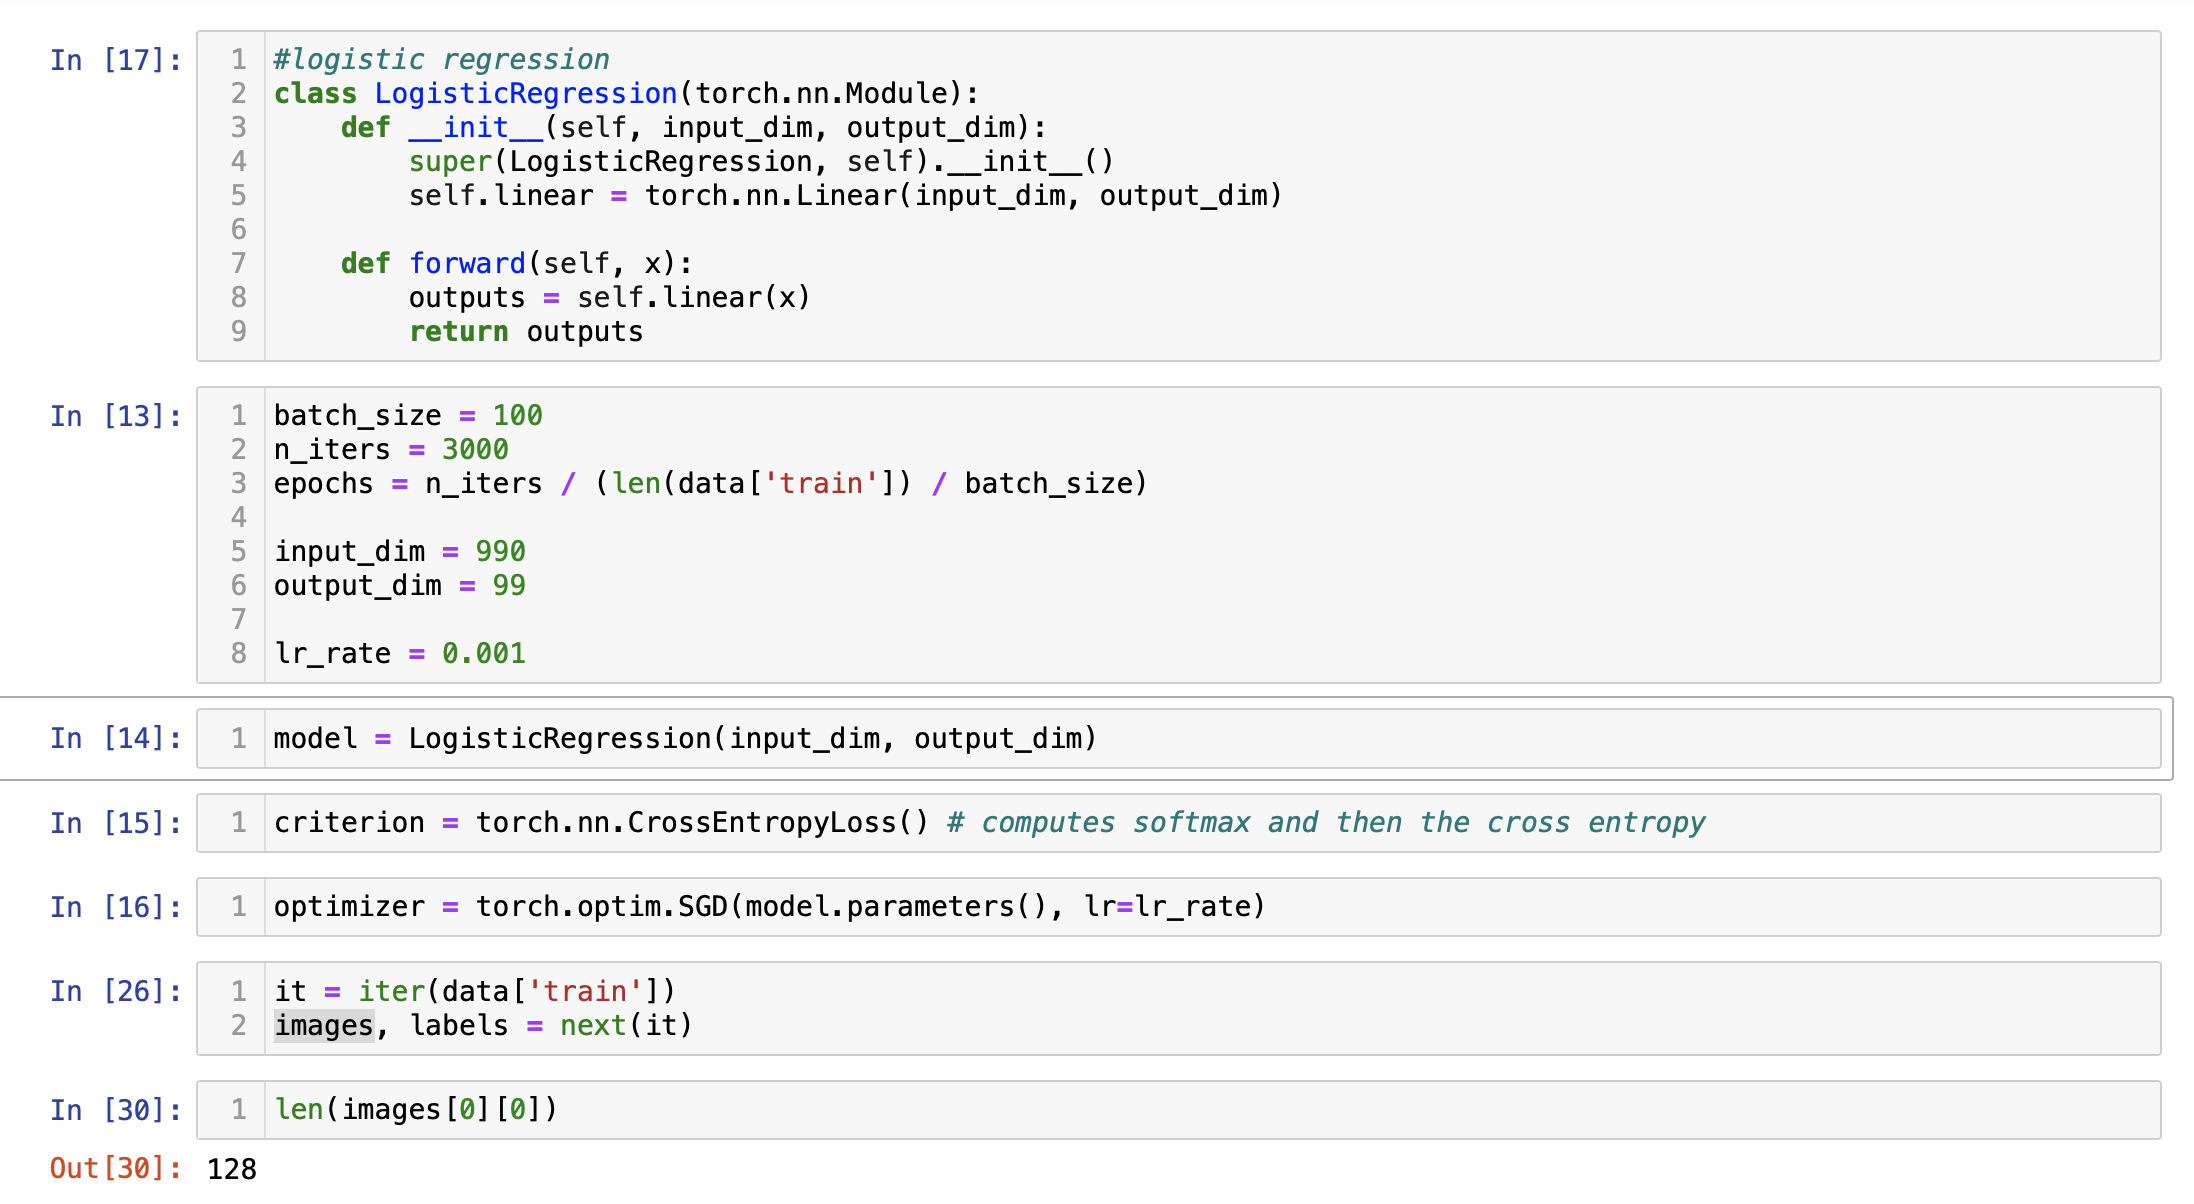 In [17]:
1 #logistic regression
2 class LogisticRegression(torch.nn.Module):
3     def __init__(self, input_dim, output_dim):
4         super(LogisticRegression, self).__init__()
5         self.linear = torch.nn.Linear(input_dim, output_dim)
6
7     def forward(self, x):
8         outputs = self.linear(x)
9         return outputs
In [13]:
1 batch_size = 100
2 n_iters = 3000
3 epochs = n_iters / (len(data['train']) / batch_size)
4
5 input_dim = 990
6 output_dim = 99
7
8 lr_rate = 0.001
In [14]:
1 model = LogisticRegression(input_dim, output_dim)
In [15]:
1 criterion = torch.nn.CrossEntropyLoss() # computes softmax and then the cross entropy
In [16]:
1 optimizer = torch.optim.SGD(model.parameters(), lr=lr_rate)
In [26]:
1 it = iter(data['train'])
2 images, labels = next(it)
In [30]:
1 len(images[0][0])
Out[30]: 128